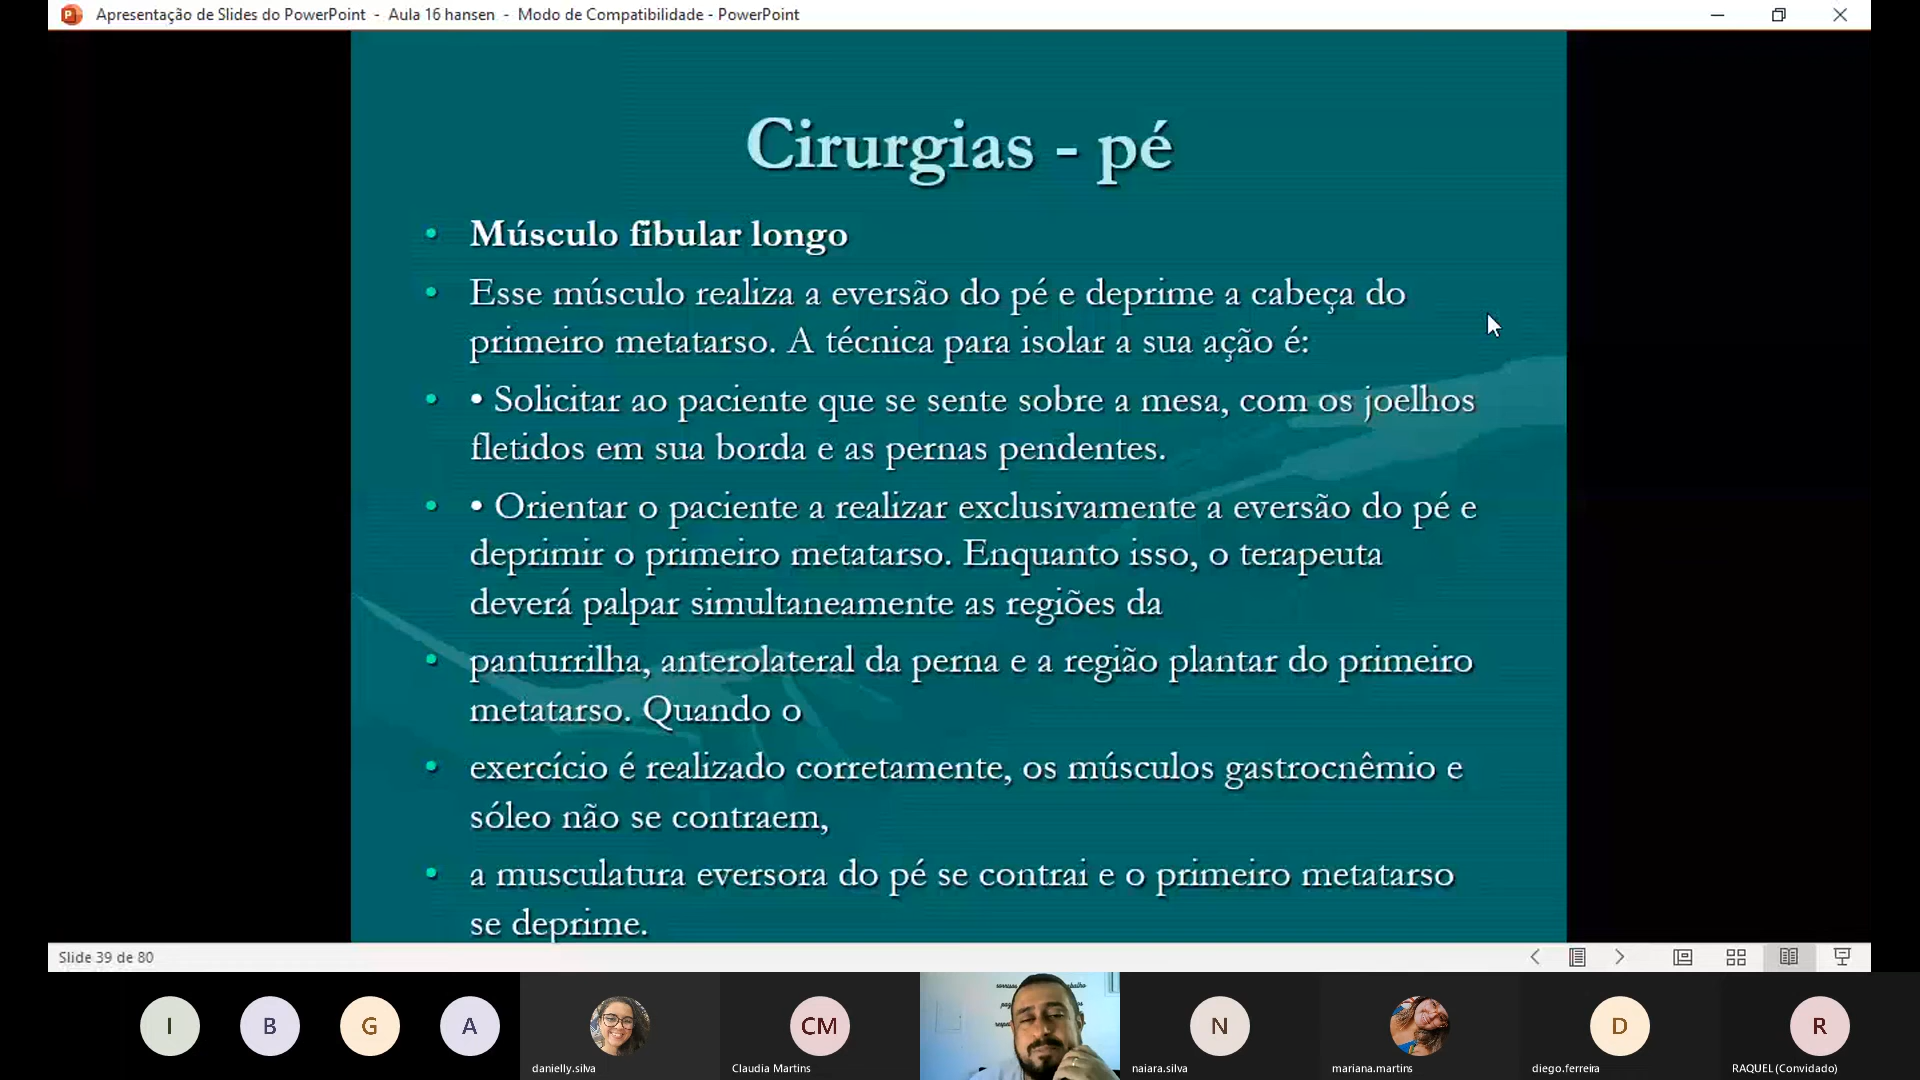 Apresentação de Slides do PowerPoint - Aula 16 hansen - Modo de Compatibilidade - PowerPoint
Cirurgias - pé
• Músculo fibular longo
• Esse músculo realiza a eversão do pé e deprime a cabeça do
primeiro metatarso. A técnica para isolar a sua ação é:
• • Solicitar ao paciente que se sente sobre a mesa, com os joelhos
fletidos em sua borda e as pernas pendentes.
• • Orientar o paciente a realizar exclusivamente a eversão do pé e
deprimir o primeiro metatarso. Enquanto isso, o terapeuta
deverá palpar simultaneamente as regiões da
• panturrilha, anterolateral da perna e a região plantar do primeiro
metatarso. Quando o
• exercício é realizado corretamente, os músculos gastrocnêmio e
sóleo não se contraem,
• a musculatura eversora do pé se contrai e o primeiro metatarso
se deprime.
Slide 39 de 80
I B G A CM N D R
danielly.silva Claudia Martins naiara.silva mariana.martins diego.ferreira RAQUEL (Convidado)